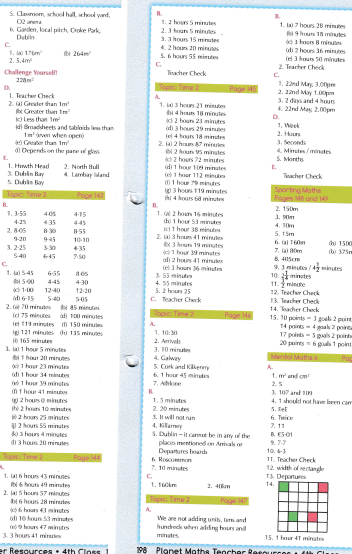 5. Classroom, school hall, school yard,
O2 arena
6. Garden, local pitch, Croke Park,
Dublin
C.
1. (a) 176m² (b) 264m²
2. 5.4m²
Challenge Yourself!
228m²
D.
1. Teacher Check
2. (a) Greater than 1m²
(b) Greater than 1m²
(c) Less than 1m²
(d) Broadsheets and tabloids less than
1m² (even when open)
(e) Greater than 1m²
(f) Depends on the pane of glass
E.
1. Howth Head 2. North Bull
3. Dublin Bay 4. Lambay Island
5. Dublin Bay
Topic: Time 2 Page 143
B.
1. 3-55 4-05 4-15
4-25 4-35 4-45
2. 8-05 8-30 8-55
9-20 9-45 10-10
3. 2-25 3-30 4-35
5-40 6-45 7-50
C.
1. (a) 5-45 6-55 8-05
(b) 5-00 4-45 4-30
(c) 1-00 12-40 12-20
(d) 6-15 5-40 5-05
2. (a) 70 minutes (b) 85 minutes
(c) 75 minutes (d) 100 minutes
(e) 119 minutes (f) 150 minutes
(g) 121 minutes (h) 135 minutes
(i) 165 minutes
3. (a) 1 hour 5 minutes
(b) 1 hour 20 minutes
(c) 1 hour 23 minutes
(d) 1 hour 34 minutes
(e) 1 hour 39 minutes
(f) 1 hour 41 minutes
(g) 2 hours 0 minutes
(h) 2 hours 10 minutes
(i) 2 hours 25 minutes
(j) 2 hours 55 minutes
(k) 3 hours 4 minutes
(l) 3 hours 20 minutes
Topic: Time 2 Page 144
A.
1. (a) 6 hours 43 minutes
(b) 6 hours 49 minutes
2. (a) 5 hours 57 minutes
(b) 6 hours 28 minutes
(c) 6 hours 43 minutes
(d) 10 hours 53 minutes
(e) 9 hours 47 minutes
3. 3 hours 41 minutes
er Resources • 4th Class
B.
1. 2 hours 5 minutes
2. 3 hours 5 minutes
3. 3 hours 15 minutes
4. 2 hours 20 minutes
5. 6 hours 55 minutes
C.
Teacher Check
Topic: Time 2 Page 145
A.
1. (a) 3 hours 21 minutes
(b) 4 hours 18 minutes
(c) 2 hours 23 minutes
(d) 3 hours 29 minutes
(e) 4 hours 18 minutes
2. (a) 2 hours 87 minutes
(b) 2 hours 95 minutes
(c) 2 hours 72 minutes
(d) 1 hour 109 minutes
(e) 1 hour 112 minutes
(f) 1 hour 79 minutes
(g) 3 hours 119 minutes
(h) 4 hours 68 minutes
B.
1. (a) 2 hours 16 minutes
(b) 1 hour 53 minutes
(c) 1 hour 38 minutes
2. (a) 3 hours 41 minutes
(b) 3 hours 19 minutes
(c) 1 hour 39 minutes
(d) 2 hours 41 minutes
(e) 3 hours 36 minutes
3. 55 minutes
4. 55 minutes
5. 2 hours 25
C. Teacher Check
Topic: Time 2 Page 146
A.
1. 10:30
2. Arrivals
3. 10 minutes
4. Galway
5. Cork and Kilkenny
6. 1 hour 45 minutes
7. Athlone
B.
1. 5 minutes
2. 20 minutes
3. It will not run
4. Killarney
5. Dublin – it cannot be in any of the
places mentioned on Arrivals or
Departures boards
6. Roscommon
7. 10 minutes
C.
1. 160km 2. 40km
Topic: Time 2 Page 147
A.
We are not adding units, tens and
hundreds when adding hours and
minutes.
198 Planet Maths Teacher Resources • 4th Class
B.
1. (a) 7 hours 28 minutes
(b) 9 hours 18 minutes
(c) 3 hours 8 minutes
(d) 2 hours 36 minutes
(e) 3 hours 50 minutes
2. Teacher Check
C.
1. 22nd May, 3.00pm
2. 22nd May 1.00pm
3. 2 days and 4 hours
4. 22nd May, 2.00pm
D.
1. Week
2. Hours
3. Seconds
4. Minutes / minutes
5. Months
E.
Teacher Check
Sporting Maths
Pages 148 and 149
2. 150m
3. 90m
4. 10m
5. 15m
6. (a) 160m (b) 150
7. (a) 80m (b) 375m
8. 405cm
9. 3 minutes / 4½ minutes
10. 2¼ minutes
11. ½ minute
12. Teacher Check
13. Teacher Check
14. Teacher Check
15. 10 points = 3 goals 2 point
14 points = 4 goals 2 points
17 points = 5 goals 2 points
20 points = 6 goals 1 point
Mental Maths 4 Pag
A.
1. m² and cm²
2. 5
3. 107 and 109
4. 1 should not have been can
5. EeE
6. Twice
7. 11
8. €5·01
9. 7-7
10. 6-3
11. Teacher Check
12. width of rectangle
13. Departures
14.
15. 1 hour 41 minutes